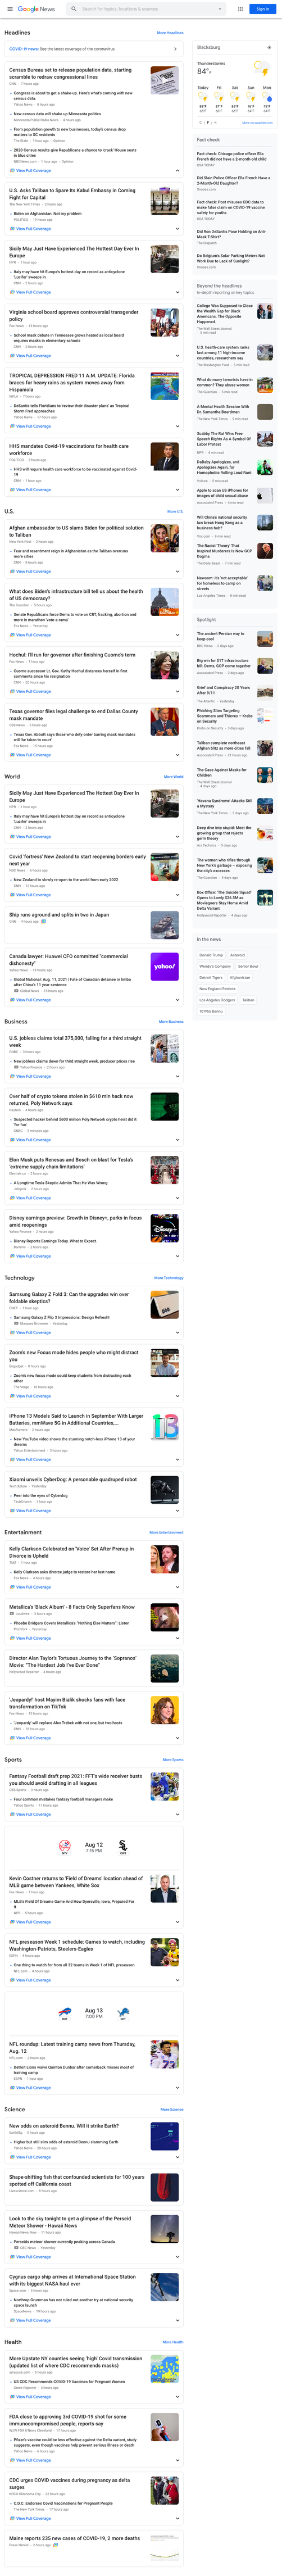 Google News
Search for topics, locations & sources
Sign in
Headlines
More Headlines
COVID-19 news: See the latest coverage of the coronavirus
Census Bureau set to release population data, starting
scramble to redraw congressional lines
Congress is about to get a shake-up. Here's what's coming with new
census data.
New census data will shake up Minnesota politics
From population growth to new businesses, today's census drop
matters to SC residents
2020 Census results give Republicans a chance to 'crack' House seats
in blue cities
View Full Coverage
U.S. Asks Taliban to Spare Its Kabul Embassy in Coming
Fight for Capital
Biden on Afghanistan: Not my problem
View Full Coverage
Sicily May Just Have Experienced The Hottest Day Ever In
Europe
Italy may have hit Europe's hottest day on record as anticyclone
'Lucifer' sweeps in
View Full Coverage
Virginia school board approves controversial transgender
policy
School mask debate in Tennessee grows heated as local board
requires masks in elementary schools
View Full Coverage
TROPICAL DEPRESSION FRED 11 A.M. UPDATE: Florida
braces for heavy rains as system moves away from
Hispaniola
DeSantis tells Floridians to 'review their disaster plans' as Tropical
Storm Fred approaches
View Full Coverage
HHS mandates Covid-19 vaccinations for health care
workforce
HHS will require health care workforce to be vaccinated against Covid-
19
View Full Coverage
U.S.
More U.S.
Afghan ambassador to US slams Biden for political solution
to Taliban
Fear and resentment reign in Afghanistan as the Taliban overruns
more cities
View Full Coverage
What does Biden's infrastructure bill tell us about the health
of US democracy?
Senate Republicans force Dems to vote on CRT, fracking, abortion and
more in marathon 'vote-a-rama'
View Full Coverage
Hochul: I'll run for governor after finishing Cuomo's term
Cuomo successor Lt. Gov. Kathy Hochul distances herself in first
comments since his resignation
View Full Coverage
Texas governor files legal challenge to end Dallas County
mask mandate
Texas Gov. Abbott says those who defy order barring mask mandates
will 'be taken to court'
View Full Coverage
World
More World
Sicily May Just Have Experienced The Hottest Day Ever In
Europe
Italy may have hit Europe's hottest day on record as anticyclone
'Lucifer' sweeps in
View Full Coverage
Covid 'fortress' New Zealand to start reopening borders early
next year
New Zealand to slowly re-open to the world from early 2022
View Full Coverage
Ship runs aground and splits in two in Japan
Canada lawyer: Huawei CFO committed "commercial
dishonesty"
Global National: Aug. 11, 2021 | Fate of Canadian detainee in limbo
after China's 11 year sentence
View Full Coverage
Business
More Business
U.S. jobless claims total 375,000, falling for a third straight
week
New jobless claims down for third straight week, producer prices rise
View Full Coverage
Over half of crypto tokens stolen in $610 mln hack now
returned, Poly Network says
Suspected hacker behind $600 million Poly Network crypto heist did it
'for fun'
View Full Coverage
Elon Musk puts Renesas and Bosch on blast for Tesla's
'extreme supply chain limitations'
A Longtime Tesla Skeptic Admits That He Was Wrong
View Full Coverage
Disney earnings preview: Growth in Disney+, parks in focus
amid reopenings
Disney Reports Earnings Today. What to Expect.
View Full Coverage
Technology
More Technology
Samsung Galaxy Z Fold 3: Can the upgrades win over
foldable skeptics?
Samsung Galaxy Z Flip 3 Impressions: Design Refresh!
View Full Coverage
Zoom's new Focus mode hides people who might distract
you
Zoom's new focus mode could keep students from distracting each
other
View Full Coverage
iPhone 13 Models Said to Launch in September With Larger
Batteries, mmWave 5G in Additional Countries,...
New YouTube video shows the stunning notch-less iPhone 13 of your
dreams
View Full Coverage
Xiaomi unveils CyberDog: A personable quadruped robot
Peer into the eyes of Cyberdog
View Full Coverage
Entertainment
More Entertainment
Kelly Clarkson Celebrated on 'Voice' Set After Prenup in
Divorce is Upheld
Kelly Clarkson asks divorce judge to restore her last name
View Full Coverage
Metallica's 'Black Album' - 8 Facts Only Superfans Know
Phoebe Bridgers Covers Metallica's "Nothing Else Matters": Listen
View Full Coverage
Director Alan Taylor's Tortuous Journey to the 'Sopranos'
Movie: "The Hardest Job I've Ever Done"
'Jeopardy!' host Mayim Bialik shocks fans with face
transformation on TikTok
'Jeopardy' will replace Alex Trebek with not one, but two hosts
View Full Coverage
Sports
More Sports
Fantasy Football draft prep 2021: FFT's wide receiver busts
you should avoid drafting in all leagues
Four common mistakes fantasy football managers make
View Full Coverage
NYY
Aug 12
7:15 PM
CWS
Kevin Costner returns to 'Field of Dreams' location ahead of
MLB game between Yankees, White Sox
MLB's Field Of Dreams Game And How Dyersville, Iowa, Prepared For
It
View Full Coverage
NFL preseason Week 1 schedule: Games to watch, including
Washington-Patriots, Steelers-Eagles
One thing to watch for from all 32 teams in Week 1 of NFL preseason
View Full Coverage
BUF
Aug 13
7:00 PM
DET
NFL roundup: Latest training camp news from Thursday,
Aug. 12
Detroit Lions waive Quinton Dunbar after cornerback misses most of
training camp
View Full Coverage
Science
More Science
New odds on asteroid Bennu. Will it strike Earth?
Higher but still slim odds of asteroid Bennu slamming Earth
View Full Coverage
Shape-shifting fish that confounded scientists for 100 years
spotted off California coast
Look to the sky tonight to get a glimpse of the Perseid
Meteor Shower - Hawaii News
Perseids meteor shower currently peaking across Canada
View Full Coverage
Cygnus cargo ship arrives at International Space Station
with its biggest NASA haul ever
Northrop Grumman has not ruled out another try at national security
space launch
View Full Coverage
Health
More Health
More Upstate NY counties seeing 'high' Covid transmission
(updated list of where CDC recommends masks)
US CDC Recommends COVID-19 Vaccines for Pregnant Women
View Full Coverage
FDA close to approving 3rd COVID-19 shot for some
immunocompromised people, reports say
Pfizer's vaccine could be less effective against the Delta variant, study
suggests, even though vaccines help prevent serious illness or death
View Full Coverage
CDC urges COVID vaccines during pregnancy as delta
surges
C.D.C. Endorses Covid Vaccinations for Pregnant People
View Full Coverage
Maine reports 235 new cases of COVID-19, 2 more deaths
Blacksburg
Thunderstorms
84°F
Today
Fri
Sat
Sun
Mon
Fact check
Fact check: Chicago police officer Ella
French did not have a 2-month-old child
Did Slain Police Officer Ella French Have a
2-Month-Old Daughter?
Fact check: Post misuses CDC data to
make false claim on COVID-19 vaccine
safety for youths
Did Ron DeSantis Pose Holding an Anti-
Mask T-Shirt?
Do Belgium's Solar Parking Meters Not
Work Due to Lack of Sunlight?
Beyond the headlines
In-depth reporting on key topics
College Was Supposed to Close
the Wealth Gap for Black
Americans. The Opposite
Happened.
U.S. health-care system ranks
last among 11 high-income
countries, researchers say
What do many terrorists have in
common? They abuse women
A Mental Health Session With
Dr. Samantha Boardman
Scabby The Rat Wins Free
Speech Rights As A Symbol Of
Labor Protest
DaBaby Apologizes, and
Apologizes Again, for
Homophobic Rolling Loud Rant
Apple to scan US iPhones for
images of child sexual abuse
Will China's national security
law break Hong Kong as a
business hub?
The Racist 'Theory' That
Inspired Murderers Is Now GOP
Dogma
Newsom: It's 'not acceptable'
for homeless to camp on
streets
Spotlight
The ancient Persian way to
keep cool
Big win for $1T infrastructure
bill: Dems, GOP come together
Grief and Conspiracy 20 Years
After 9/11
Phishing Sites Targeting
Scammers and Thieves – Krebs
on Security
Taliban complete northeast
Afghan blitz as more cities fall
The Case Against Masks for
Children
'Havana Syndrome' Attacks Still
a Mystery
Deep dive into stupid: Meet the
growing group that rejects
germ theory
The woman who rifles through
New York's garbage – exposing
the city's excesses
Box Office: 'The Suicide Squad'
Opens to Lowly $26.5M as
Moviegoers Stay Home Amid
Delta Variant
In the news
Donald Trump
Asteroid
Wendy's Company
Senior Bowl
Detroit Tigers
Afghanistan
New England Patriots
Los Angeles Dodgers
Taliban
101955 Bennu